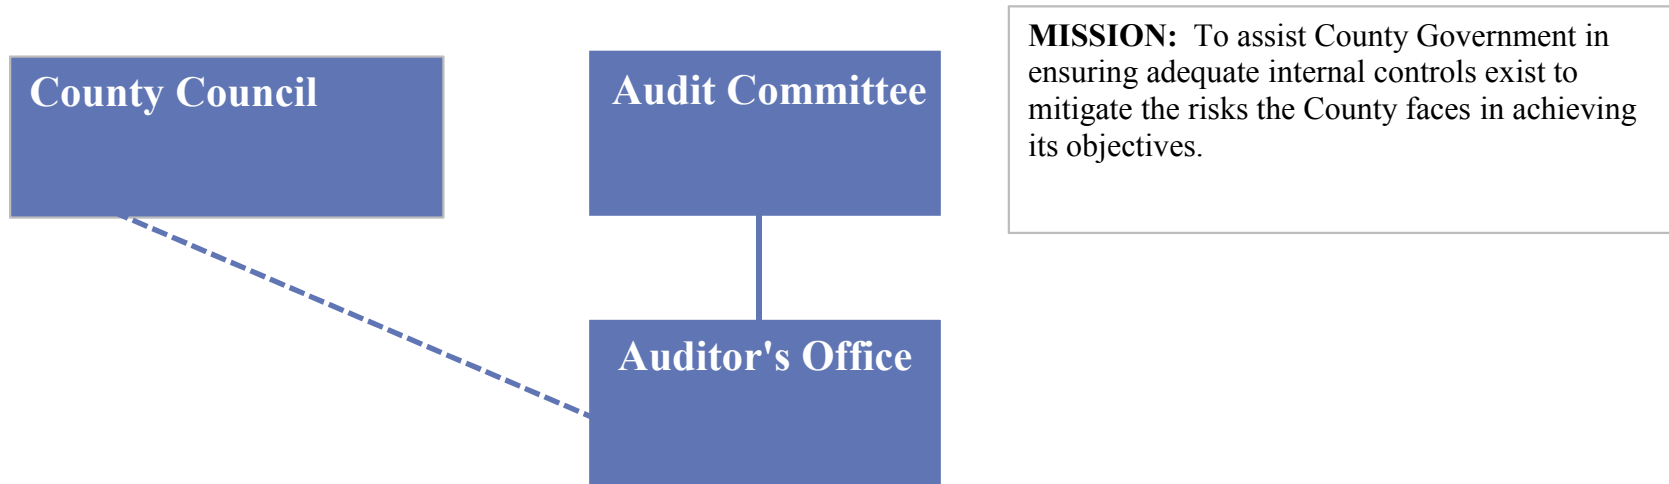 County Council
Audit Committee
MISSION:  To assist County Government in
ensuring adequate internal controls exist to
mitigate the risks the County faces in achieving
its objectives.
Auditor's Office